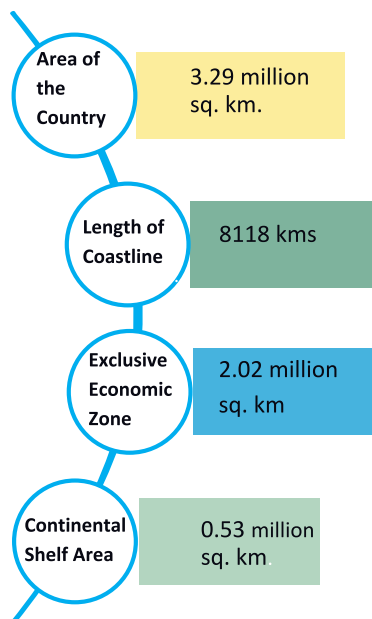 Area of
the
Country
3.29 million
sq. km.
Length of
Coastline
8118 kms
Exclusive
Economic
Zone
2.02 million
sq. km
Continental
Shelf Area
0.53 million
sq. km.